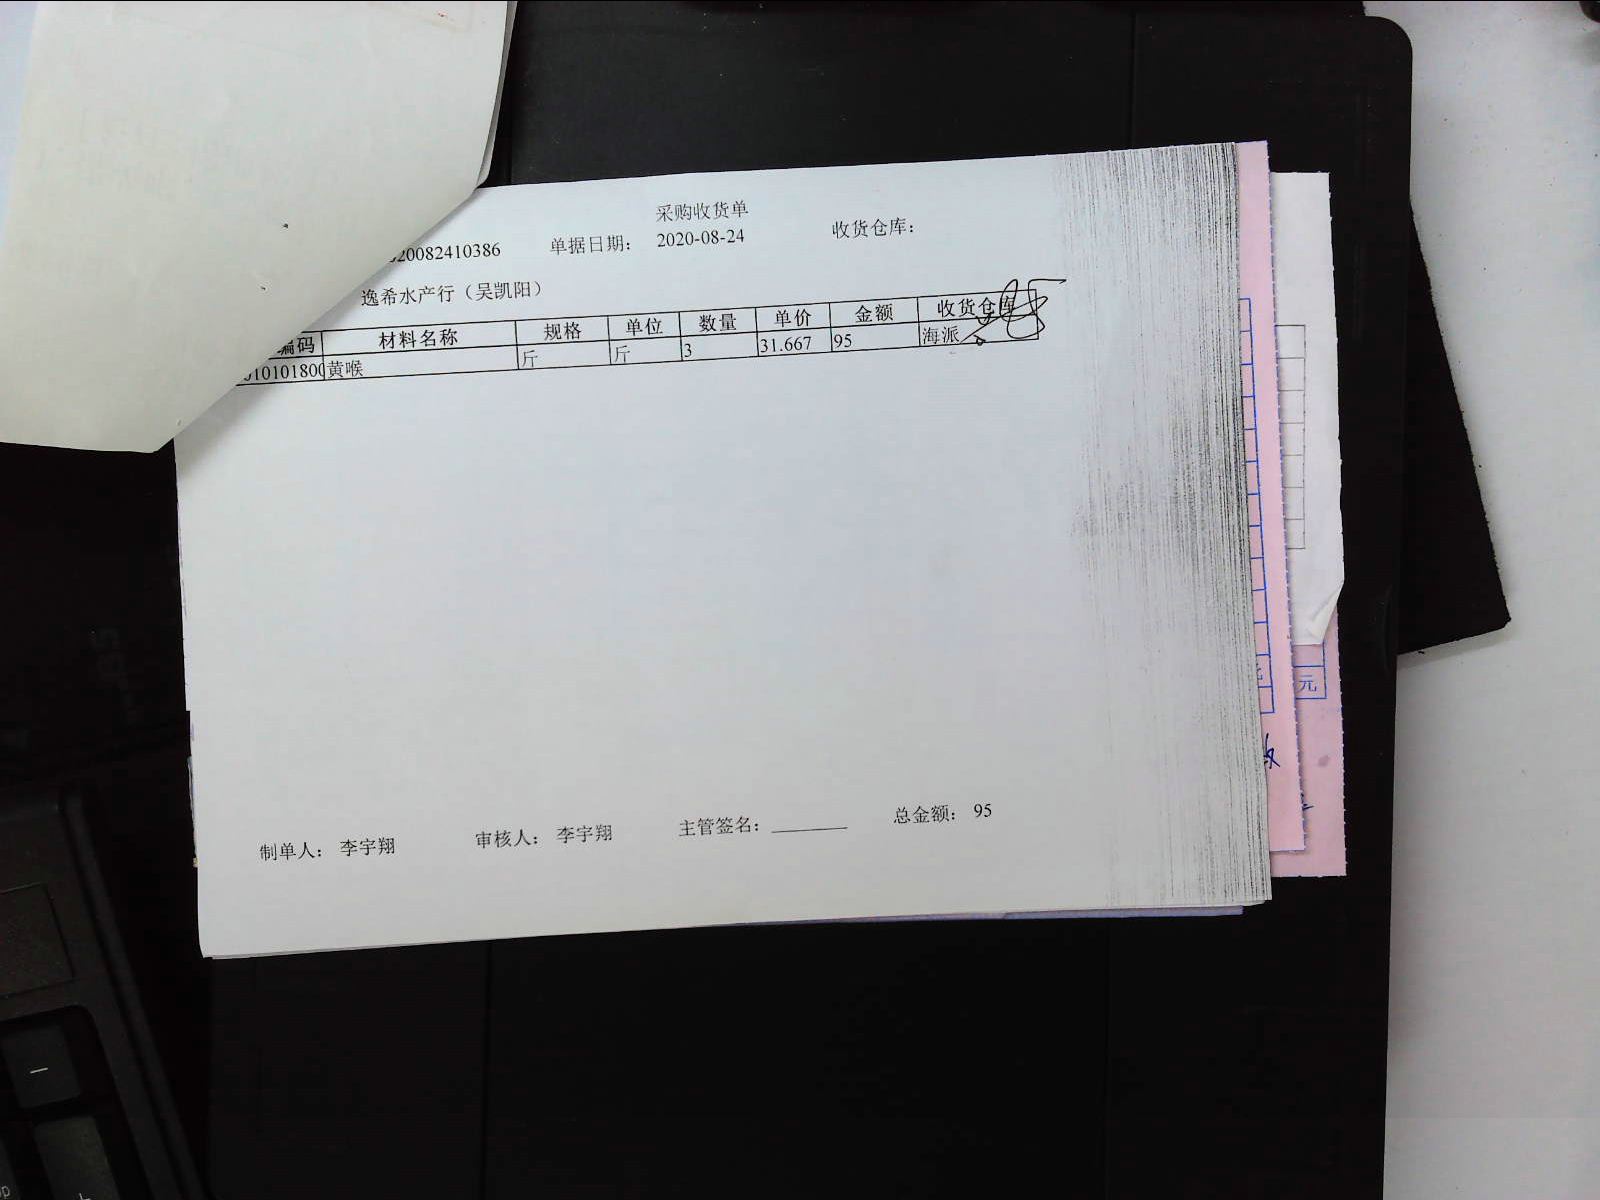 采购收货单
20082410386 单据日期: 2020-08-24 收货仓库:
逸希水产行（吴凯阳）
编码 材料名称 规格 单位 数量 单价 金额 收货仓库
10101800 黄喉 斤 斤 3 31.667 95 海派
制单人: 李宇翔 审核人: 李宇翔 主管签名: 总金额: 95
元